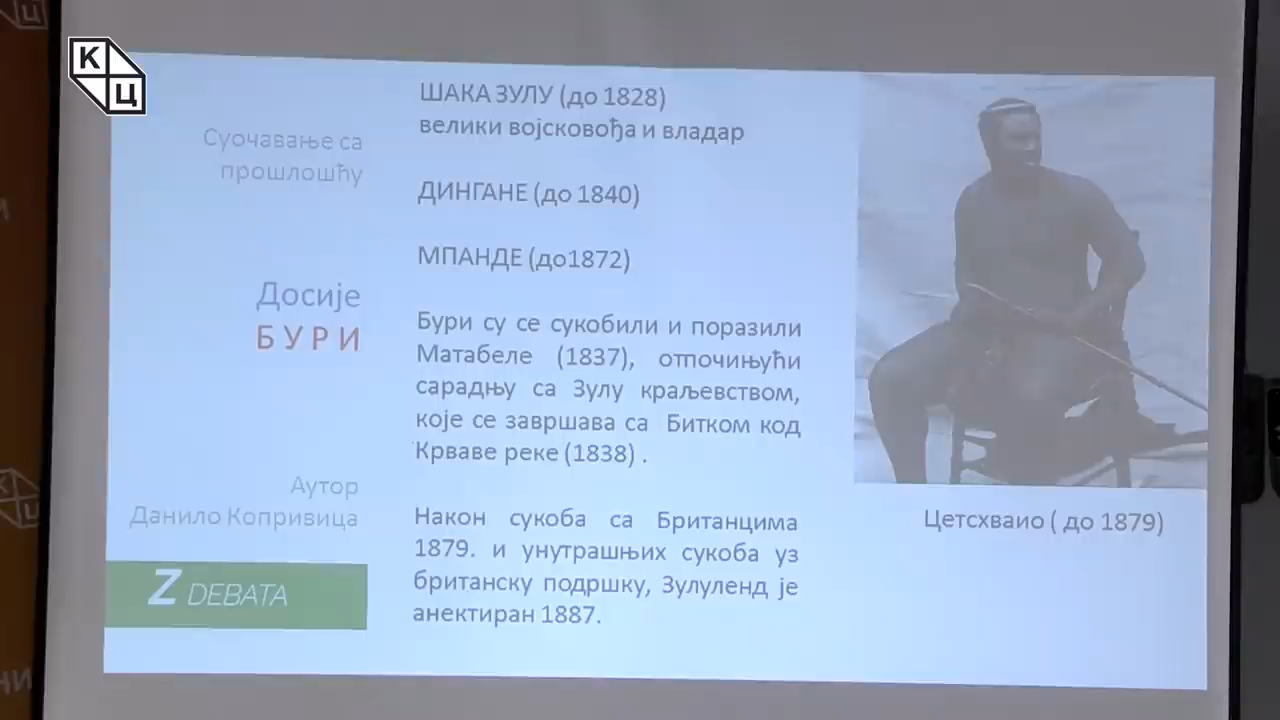 К
Ц
Суочавање са
прошлошћу
Досије
БУРИ
Аутор
Данило Копривица
Z DEBATA
ШАКА ЗУЛУ (до 1828)
велики војсковођа и владар
ДИНГАНЕ (до 1840)
МПАНДЕ (до1872)
Бури су се сукобили и поразили
Матабеле (1837), отпочињући
сарадњу са Зулу краљевством,
које се завршава са Битком код
Крваве реке (1838) .
Након сукоба са Британцима
1879. и унутрашњих сукоба уз
британску подршку, Зулуленд је
анектиран 1887.
Цетсхваио ( до 1879)